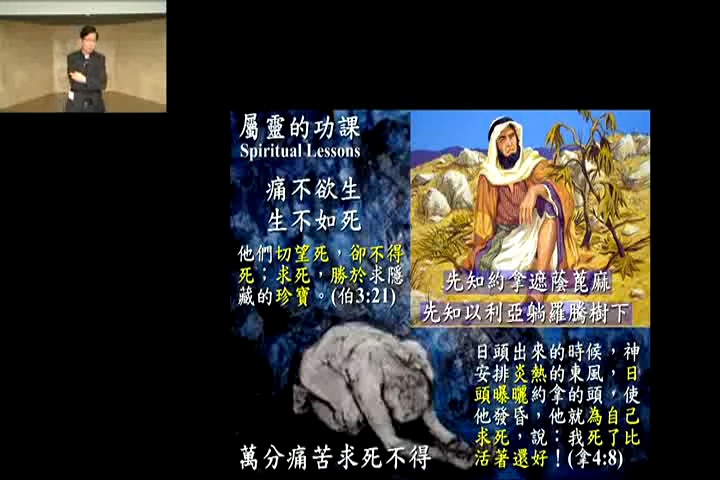 屬靈的功課
Spiritual Lessons
痛不欲生
生不如死
他們切望死，卻不得
死；求死，勝於求隱
藏的珍寶。(伯3:21)
先知約拿遮蔭蓖麻
先知以利亞躺羅騰樹下
日頭出來的時候，神
安排炎熱的東風，日
頭曝曬約拿的頭，使
他發昏，他就為自己
求死，說：我死了比
活著還好！(拿4:8)
萬分痛苦求死不得